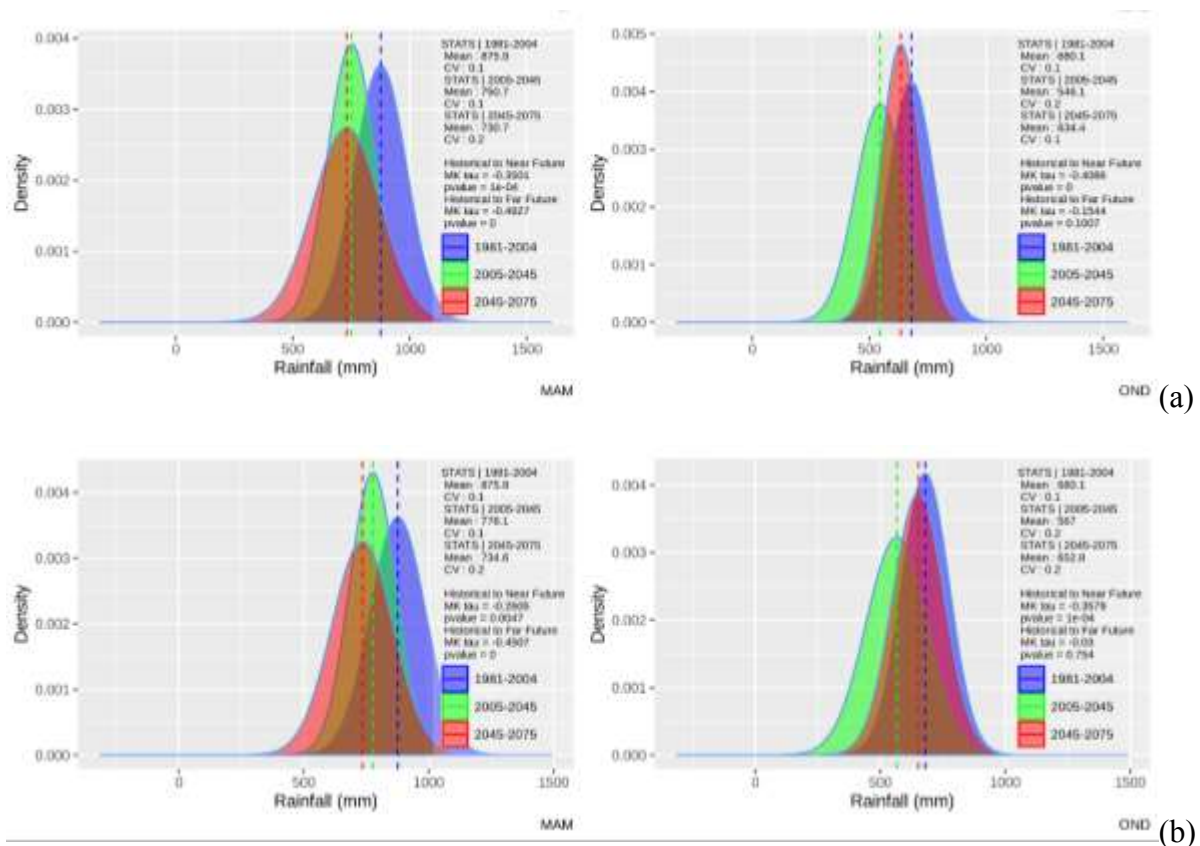 0.004
0.003
0.002
0.001
0.000
Density
STATS | 1981-2004
Mean : 875.9
CV : 0.1
STATS | 2005-2045
Mean : 750.7
CV : 0.1
STATS | 2045-2075
Mean : 730.7
CV : 0.2
Historical to Near Future
MK tau = -0.3501
pvalue = 1e-04
Historical to Far Future
MK tau = -0.4927
pvalue = 0
1981-2004
2005-2045
2045-2075
0 500 1000 1500
Rainfall (mm)
MAM
0.005
0.004
0.003
0.002
0.001
0.000
Density
STATS | 1981-2004
Mean : 680.1
CV : 0.1
STATS | 2005-2045
Mean : 546.1
CV : 0.2
STATS | 2045-2075
Mean : 634.4
CV : 0.1
Historical to Near Future
MK tau =
pvalue = 0
Historical to Far Future
MK tau = -0.1544
pvalue = 0.1007
1981-2004
2005-2045
2045-2075
0 500 1000 1500
Rainfall (mm)
OND
(a)
0.004
0.003
0.002
0.001
0.000
Density
STATS | 1981-2004
Mean : 875.9
CV : 0.1
STATS | 2005-2045
Mean : 776.1
CV : 0.1
STATS | 2045-2075
Mean : 734.6
CV : 0.2
Historical to Near Future
MK tau =
pvalue = 0.0047
Historical to Far Future
MK tau = -0.4507
pvalue = 0
1981-2004
2005-2045
2045-2075
0 500 1000 1500
Rainfall (mm)
MAM
0.004
0.003
0.002
0.001
0.000
Density
STATS | 1981-2004
Mean : 680.1
CV : 0.1
STATS | 2005-2045
Mean : 567
CV : 0.2
STATS | 2045-2075
Mean : 652.8
CV : 0.2
Historical to Near Future
MK tau = -0.3579
pvalue = 1e-04
Historical to Far Future
MK tau = -0.03
pvalue = 0.754
1981-2004
2005-2045
2045-2075
0 500 1000 1500
Rainfall (mm)
OND
(b)